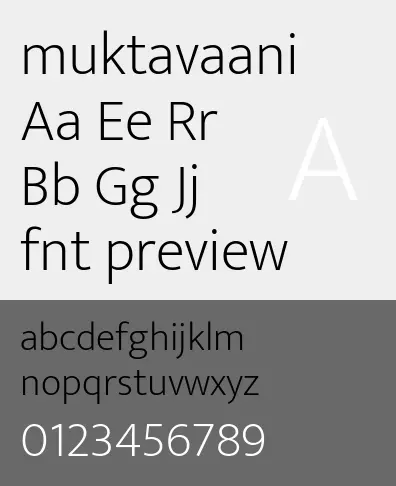 muktavaani
Aa Ee Rr
A
Bb Gg Jj
fnt preview
abcdefghijklm
nopqrstuvwxyz
0123456789